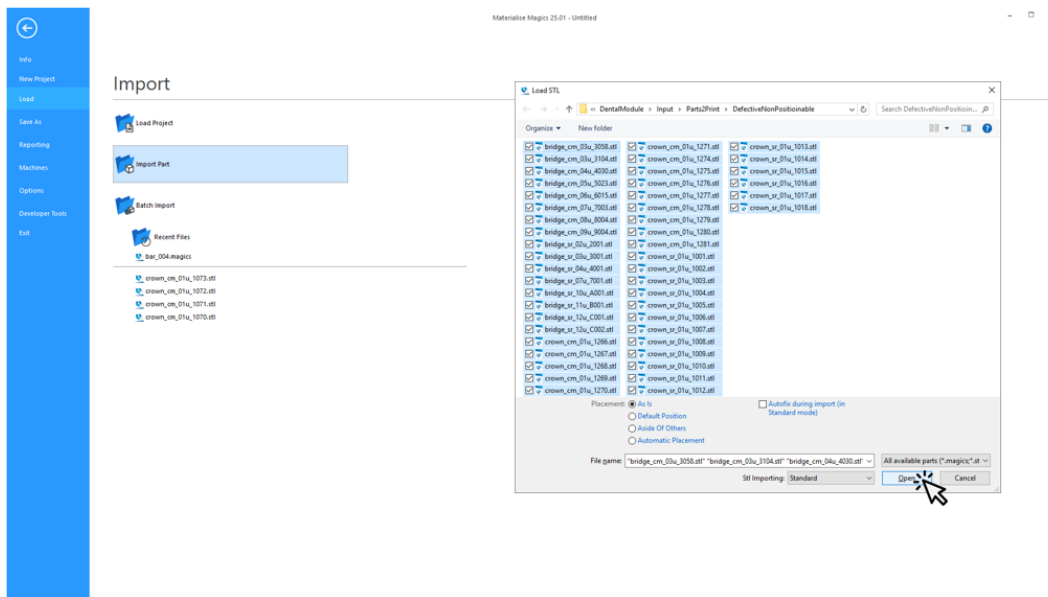 Materialise Magics 25.01 - Untitled
Info
New Project
Load
Save As
Reporting
Machines
Options
Developer Tools
Exit
Import
Load Project
Import Part
Batch Import
Recent Files
bar_004.magics
crown_cm_01u_1073.stl
crown_cm_01u_1072.stl
crown_cm_01u_1071.stl
crown_cm_01u_1070.stl
Load STL
« DentalModule › Input › Parts2Print › DefectiveNonPositioinable
Search DefectiveNonPositioin...
Organize New folder
bridge_cm_03u_3058.stl crown_cm_01u_1271.stl crown_sr_01u_1013.stl
bridge_cm_03u_3104.stl crown_cm_01u_1274.stl crown_sr_01u_1014.stl
bridge_cm_04u_4030.stl crown_cm_01u_1275.stl crown_sr_01u_1015.stl
bridge_cm_05u_5023.stl crown_cm_01u_1276.stl crown_sr_01u_1016.stl
bridge_cm_06u_6015.stl crown_cm_01u_1277.stl crown_sr_01u_1017.stl
bridge_cm_07u_7003.stl crown_cm_01u_1278.stl crown_sr_01u_1018.stl
bridge_cm_08u_8004.stl crown_cm_01u_1279.stl
bridge_cm_09u_9004.stl crown_cm_01u_1280.stl
bridge_sr_02u_2001.stl crown_cm_01u_1281.stl
bridge_sr_03u_3001.stl crown_sr_01u_1001.stl
bridge_sr_04u_4001.stl crown_sr_01u_1002.stl
bridge_sr_07u_7001.stl crown_sr_01u_1003.stl
bridge_sr_10u_A001.stl crown_sr_01u_1004.stl
bridge_sr_11u_B001.stl crown_sr_01u_1005.stl
bridge_sr_12u_C001.stl crown_sr_01u_1006.stl
bridge_sr_12u_C002.stl crown_sr_01u_1007.stl
crown_cm_01u_1266.stl crown_sr_01u_1008.stl
crown_cm_01u_1267.stl crown_sr_01u_1009.stl
crown_cm_01u_1268.stl crown_sr_01u_1010.stl
crown_cm_01u_1269.stl crown_sr_01u_1011.stl
crown_cm_01u_1270.stl crown_sr_01u_1012.stl
Placement: As Is
Default Position
Aside Of Others
Automatic Placement
Autofix during import (in
Standard mode)
File name: "bridge_cm_03u_3058.stl" "bridge_cm_03u_3104.stl" "bridge_cm_04u_4030.stl" All available parts (*.magics;*.st
Stl Importing: Standard Open Cancel